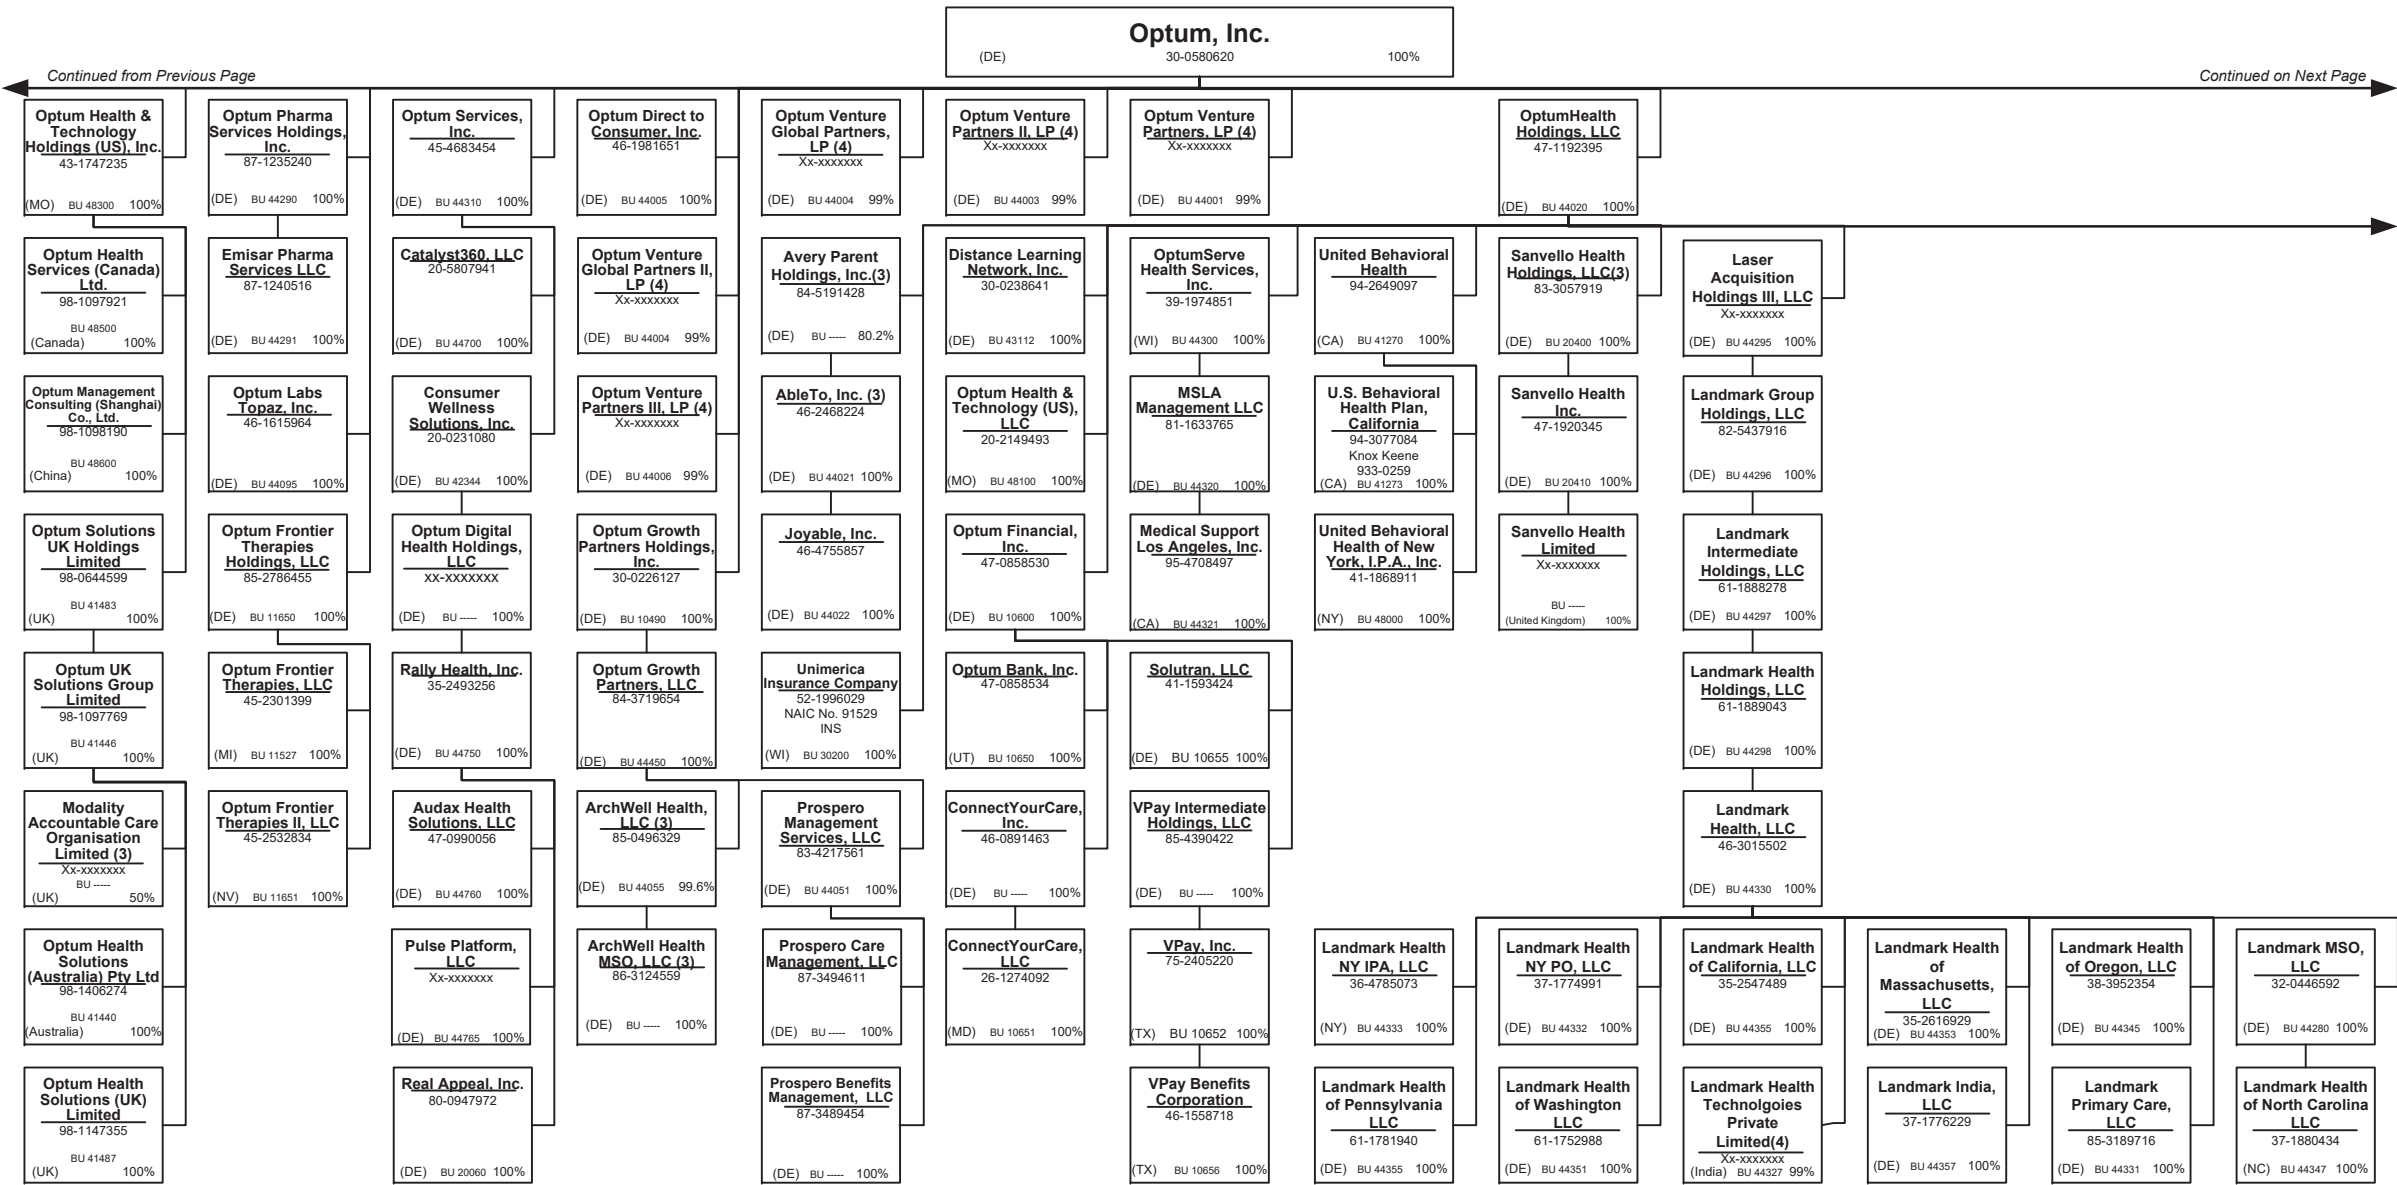 Optum, Inc.
(DE) 30-0580620 100%
Continued from Previous Page
Continued on Next Page
Optum Health &
Technology
Holdings (US), Inc.
43-1747235
(MO) BU 48300 100%
Optum Pharma
Services Holdings,
Inc.
87-1235240
(DE) BU 44290 100%
Optum Services,
Inc.
45-4683454
(DE) BU 44310 100%
Optum Direct to
Consumer, Inc.
46-1981651
(DE) BU 44005 100%
Optum Venture
Global Partners,
LP (4)
Xx-xxxxxxx
(DE) BU 44004 99%
Optum Venture
Partners II, LP (4)
Xx-xxxxxxx
(DE) BU 44003 99%
Optum Venture
Partners, LP (4)
Xx-xxxxxxx
(DE) BU 44001 99%
OptumHealth
Holdings, LLC
47-1192395
(DE) BU 44020 100%
Optum Health
Services (Canada)
Ltd.
98-1097921
BU 48500
(Canada) 100%
Emisar Pharma
Services LLC
87-1240516
(DE) BU 44291 100%
Catalyst360, LLC
20-5807941
(DE) BU 44700 100%
Optum Venture
Global Partners II,
LP (4)
Xx-xxxxxxx
(DE) BU 44004 99%
Avery Parent
Holdings, Inc.(3)
84-5191428
(DE) BU ----- 80.2%
Distance Learning
Network, Inc.
30-0238641
(DE) BU 43112 100%
OptumServe
Health Services,
Inc.
39-1974851
(WI) BU 44300 100%
United Behavioral
Health
94-2649097
(CA) BU 41270 100%
Sanvello Health
Holdings, LLC(3)
83-3057919
(DE) BU 20400 100%
Laser
Acquisition
Holdings III, LLC
Xx-xxxxxxx
(DE) BU 44295 100%
Optum Management
Consulting (Shanghai)
Co., Ltd.
98-1098190
BU 48600
(China) 100%
Optum Labs
Topaz, Inc.
46-1615964
(DE) BU 44095 100%
Consumer
Wellness
Solutions, Inc.
20-0231080
(DE) BU 42344 100%
Optum Venture
Partners III, LP (4)
Xx-xxxxxxx
(DE) BU 44006 99%
AbleTo, Inc. (3)
46-2468224
(DE) BU 44021 100%
Optum Health &
Technology (US),
LLC
20-2149493
(MO) BU 48100 100%
MSLA
Management LLC
81-1633765
(DE) BU 44320 100%
U.S. Behavioral
Health Plan,
California
94-3077084
Knox Keene
933-0259
(CA) BU 41273 100%
Sanvello Health
Inc.
47-1920345
(DE) BU 20410 100%
Landmark Group
Holdings, LLC
82-5437916
(DE) BU 44296 100%
Optum Solutions
UK Holdings
Limited
98-0644599
BU 41483
(UK) 100%
Optum Frontier
Therapies
Holdings, LLC
85-2786455
(DE) BU 11650 100%
Optum Digital
Health Holdings,
LLC
xx-xxxxxxx
(DE) BU ----- 100%
Optum Growth
Partners Holdings,
Inc.
30-0226127
(DE) BU 10490 100%
Joyable, Inc.
46-4755857
(DE) BU 44022 100%
Optum Financial,
Inc.
47-0858530
(DE) BU 10600 100%
Medical Support
Los Angeles, Inc.
95-4708497
(CA) BU 44321 100%
United Behavioral
Health of New
York, I.P.A., Inc.
41-1868911
(NY) BU 48000 100%
Sanvello Health
Limited
Xx-xxxxxxx
BU -----
(United Kingdom) 100%
Landmark
Intermediate
Holdings, LLC
61-1888278
(DE) BU 44297 100%
Optum UK
Solutions Group
Limited
98-1097769
BU 41446
(UK) 100%
Optum Frontier
Therapies, LLC
45-2301399
(MI) BU 11527 100%
Rally Health, Inc.
35-2493256
(DE) BU 44750 100%
Optum Growth
Partners, LLC
84-3719654
(DE) BU 44450 100%
Unimerica
Insurance Company
52-1996029
NAIC No. 91529
INS
(WI) BU 30200 100%
Optum Bank, Inc.
47-0858534
(UT) BU 10650 100%
Solutran, LLC
41-1593424
(DE) BU 10655 100%
Landmark Health
Holdings, LLC
61-1889043
(DE) BU 44298 100%
Modality
Accountable Care
Organisation
Limited (3)
Xx-xxxxxxx
BU -----
(UK) 50%
Optum Frontier
Therapies II, LLC
45-2532834
(NV) BU 11651 100%
Audax Health
Solutions, LLC
47-0990056
(DE) BU 44760 100%
ArchWell Health,
LLC (3)
85-0496329
(DE) BU 44055 99.6%
Prospero
Management
Services, LLC
83-4217561
(DE) BU 44051 100%
ConnectYourCare,
Inc.
46-0891463
(DE) BU ----- 100%
VPay Intermediate
Holdings, LLC
85-4390422
(DE) BU ----- 100%
Landmark
Health, LLC
46-3015502
(DE) BU 44330 100%
Optum Health
Solutions
(Australia) Pty Ltd
98-1406274
BU 41440
(Australia) 100%
Pulse Platform,
LLC
Xx-xxxxxxx
(DE) BU 44765 100%
ArchWell Health
MSO, LLC (3)
86-3124559
(DE) BU ----- 100%
Prospero Care
Management, LLC
87-3494611
(DE) BU ----- 100%
ConnectYourCare,
LLC
26-1274092
(MD) BU 10651 100%
VPay, Inc.
75-2405220
(TX) BU 10652 100%
Landmark Health
NY IPA, LLC
36-4785073
(NY) BU 44333 100%
Landmark Health
NY PO, LLC
37-1774991
(DE) BU 44332 100%
Landmark Health
of California, LLC
35-2547489
(DE) BU 44355 100%
Landmark Health
of
Massachusetts,
LLC
35-2616929
(DE) BU 44353 100%
Landmark Health
of Oregon, LLC
38-3952354
(DE) BU 44345 100%
Landmark MSO,
LLC
32-0446592
(DE) BU 44280 100%
Optum Health
Solutions (UK)
Limited
98-1147355
BU 41487
(UK) 100%
Real Appeal, Inc.
80-0947972
(DE) BU 20060 100%
Prospero Benefits
Management, LLC
87-3489454
(DE) BU ----- 100%
VPay Benefits
Corporation
46-1558718
(TX) BU 10656 100%
Landmark Health
of Pennsylvania
LLC
61-1781940
(DE) BU 44355 100%
Landmark Health
of Washington
LLC
61-1752988
(DE) BU 44351 100%
Landmark Health
Technolgoies
Private
Limited(4)
Xx-xxxxxxx
(India) BU 44327 99%
Landmark India,
LLC
37-1776229
(DE) BU 44357 100%
Landmark
Primary Care,
LLC
85-3189716
(DE) BU 44331 100%
Landmark Health
of North Carolina
LLC
37-1880434
(NC) BU 44347 100%